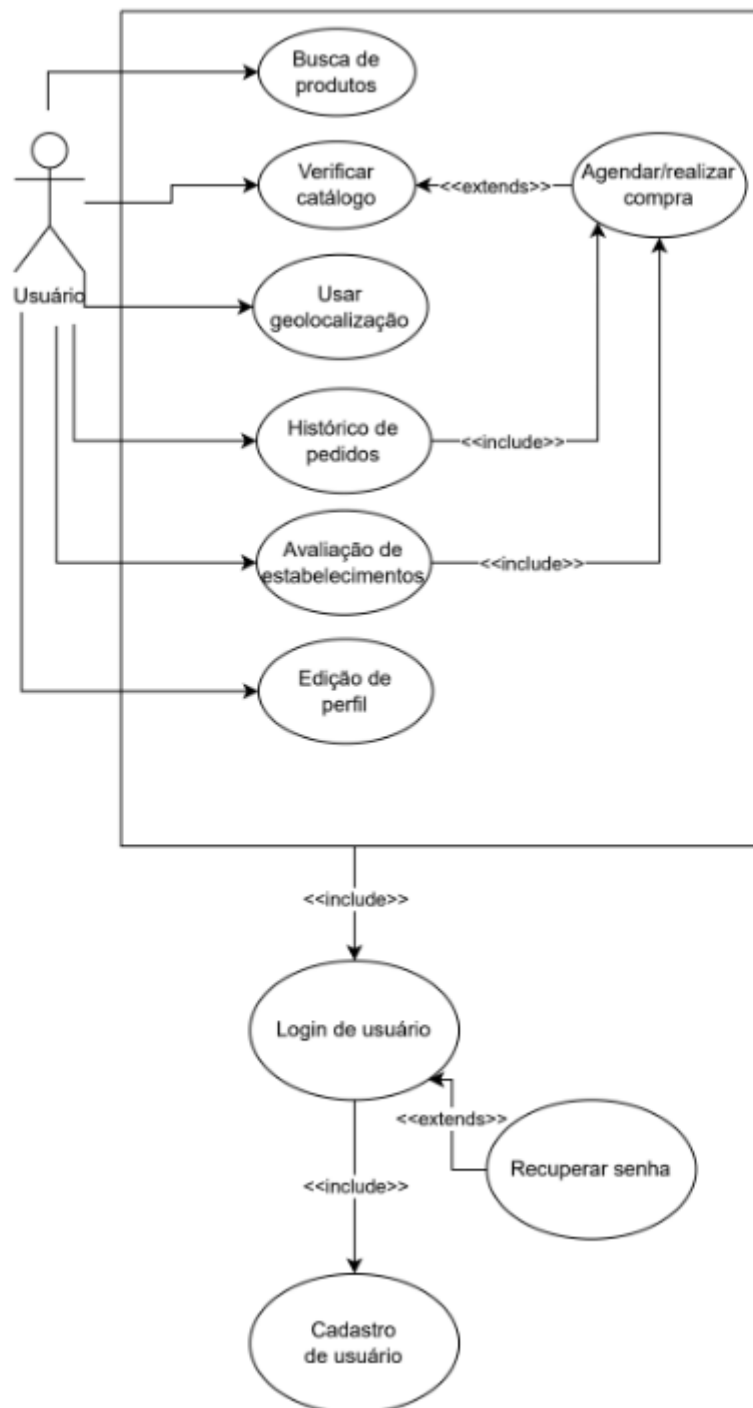 Busca de
produtos
Verificar
catálogo
<<extends>>
Agendar/realizar
compra
Usuário
Usar
geolocalização
Histórico de
pedidos
<<include>>
Avaliação de
estabelecimentos
<<include>>
Edição de
perfil
<<include>>
Login de usuário
<<extends>>
Recuperar senha
<<include>>
Cadastro
de usuário